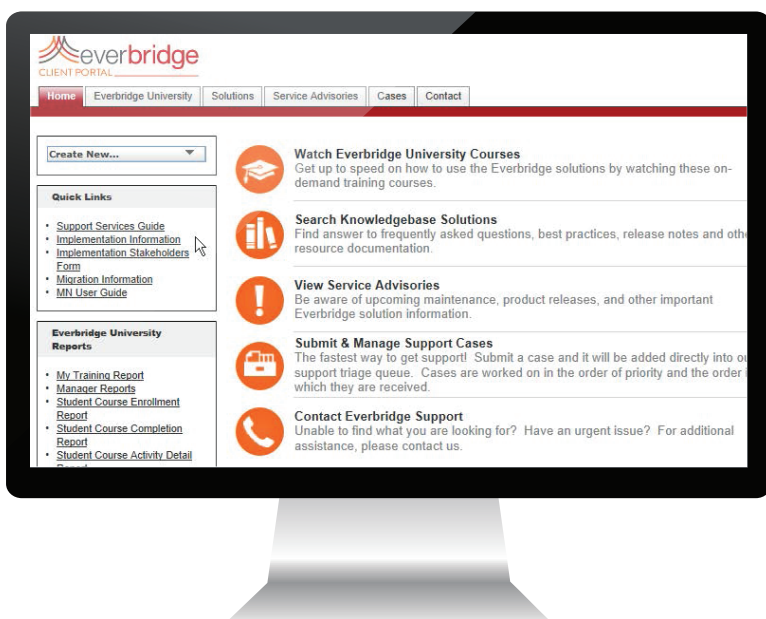 everbridge
CLIENT PORTAL
Home Everbridge University Solutions Service Advisories Cases Contact
Create New...
Quick Links
Support Services Guide
Implementation Information
Implementation Stakeholders
Form
Migration Information
MN User Guide
Everbridge University
Reports
My Training Report
Manager Reports
Student Course Enrollment
Report
Student Course Completion
Report
Student Course Activity Detail
Watch Everbridge University Courses
Get up to speed on how to use the Everbridge solutions by watching these on-
demand training courses.
Search Knowledgebase Solutions
Find answer to frequently asked questions, best practices, release notes and othe
resource documentation.
View Service Advisories
Be aware of upcoming maintenance, product releases, and other important
Everbridge solution information.
Submit & Manage Support Cases
The fastest way to get support! Submit a case and it will be added directly into ou
support triage queue. Cases are worked on in the order of priority and the order i
which they are received.
Contact Everbridge Support
Unable to find what you are looking for? Have an urgent issue? For additional
assistance, please contact us.